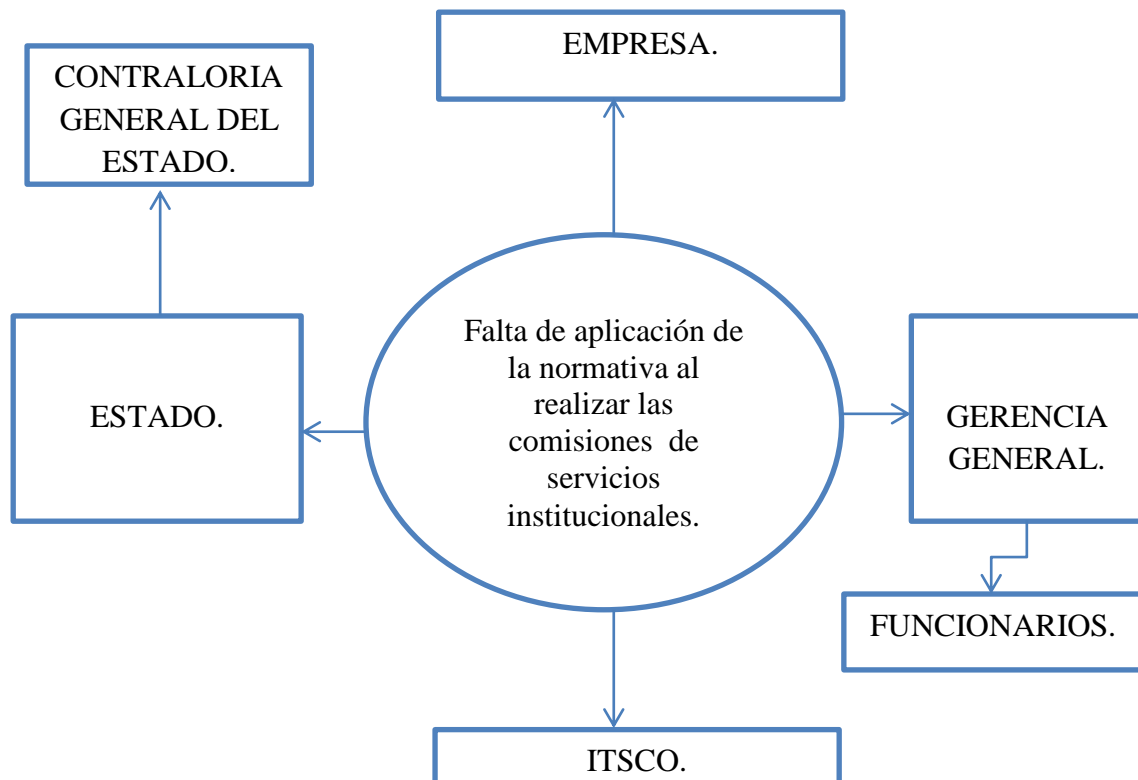 EMPRESA.
CONTRALORIA
GENERAL DEL
ESTADO.
Falta de aplicación de
la normativa al
realizar las
comisiones  de
servicios
institucionales.
ESTADO.
GERENCIA
GENERAL.
FUNCIONARIOS.
ITSCO.